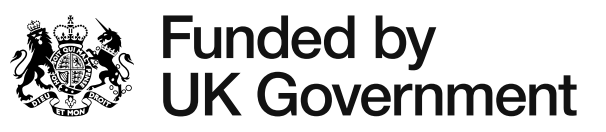 Funded by
UK Government
DIEU ET MON DROIT